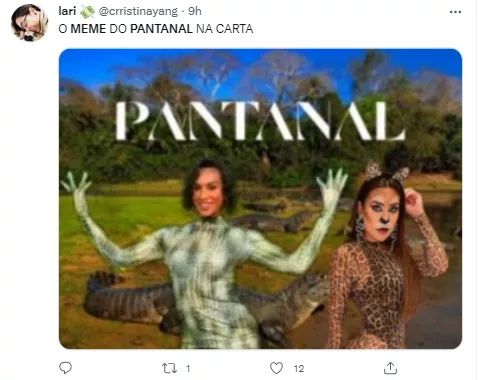 lari 💸 @crristinayang · 9h
O MEME DO PANTANAL NA CARTA
PANTANAL
1
12